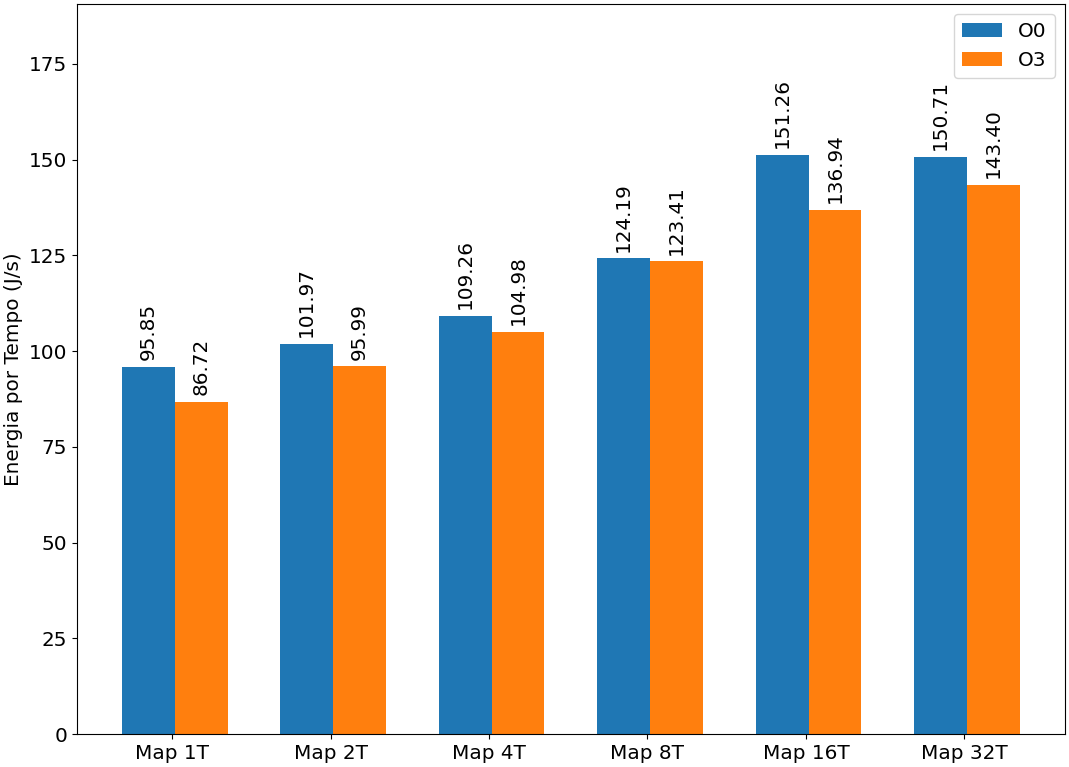 O0
O3
Energia por Tempo (J/s)
175
150
125
100
75
50
25
0
95.85
86.72
101.97
95.99
109.26
104.98
124.19
123.41
151.26
136.94
150.71
143.40
Map 1T
Map 2T
Map 4T
Map 8T
Map 16T
Map 32T